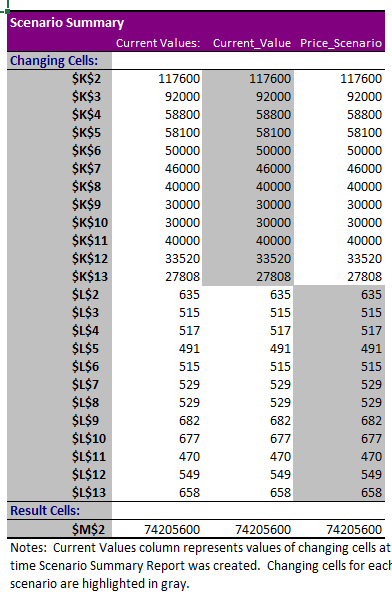 Scenario Summary
Current Values: Current_Value Price_Scenario
Changing Cells:
$K$2 117600 117600 117600
$K$3 92000 92000 92000
$K$4 58800 58800 58800
$K$5 58100 58100 58100
$K$6 50000 50000 50000
$K$7 46000 46000 46000
$K$8 40000 40000 40000
$K$9 30000 30000 30000
$K$10 30000 30000 30000
$K$11 40000 40000 40000
$K$12 33520 33520 33520
$K$13 27808 27808 27808
$L$2 635 635 635
$L$3 515 515 515
$L$4 517 517 517
$L$5 491 491 491
$L$6 515 515 515
$L$7 529 529 529
$L$8 529 529 529
$L$9 682 682 682
$L$10 677 677 677
$L$11 470 470 470
$L$12 549 549 549
$L$13 658 658 658
Result Cells:
$M$2 74205600 74205600 74205600
Notes: Current Values column represents values of changing cells at
time Scenario Summary Report was created. Changing cells for each
scenario are highlighted in gray.